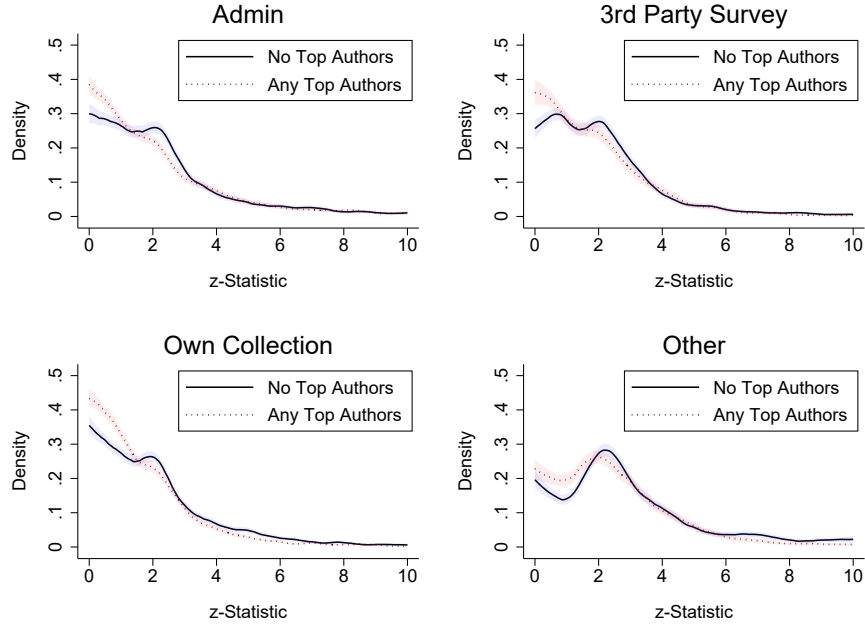 Admin
Density
0 .1 .2 .3 .4 .5
No Top Authors
Any Top Authors
0 2 4 6 8 10
z-Statistic
3rd Party Survey
Density
0 .1 .2 .3 .4 .5
No Top Authors
Any Top Authors
0 2 4 6 8 10
z-Statistic
Own Collection
Density
0 .1 .2 .3 .4 .5
No Top Authors
Any Top Authors
0 2 4 6 8 10
z-Statistic
Other
Density
0 .1 .2 .3 .4 .5
No Top Authors
Any Top Authors
0 2 4 6 8 10
z-Statistic